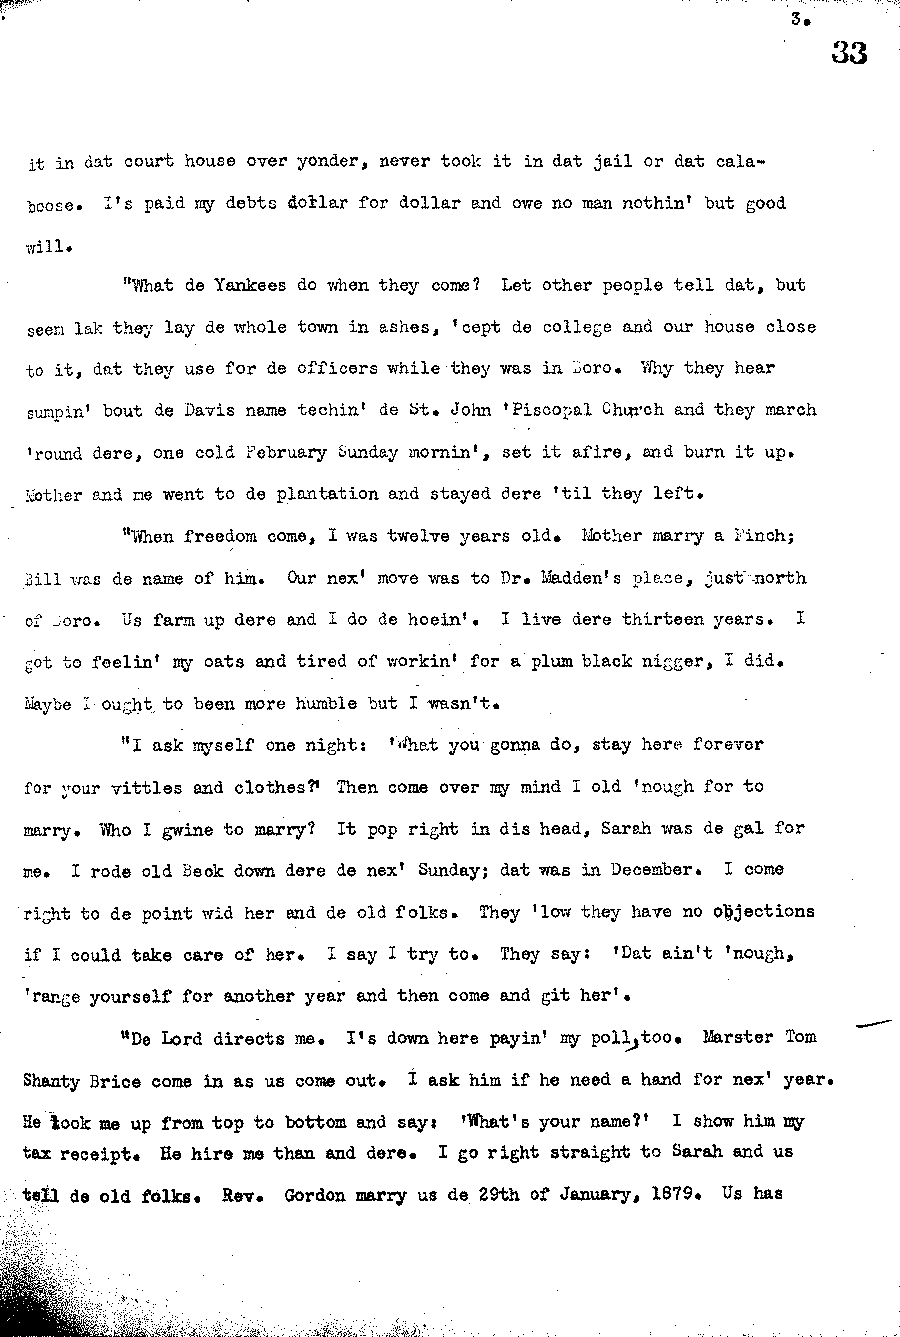 3.
33
it in dat court house over yonder, never took it in dat jail or dat cala-
boose. I's paid my debts dollar for dollar and owe no man nothin' but good
will.
"What de Yankees do when they come? Let other people tell dat, but
seem lak they lay de whole town in ashes, 'cept de college and our house close
to it, dat they use for de officers while they was in Boro. Why they hear
sumpin' bout de Davis name techin' de St. John 'Piscopal Church and they march
'round dere, one cold February Sunday mornin', set it afire, and burn it up.
Mother and me went to de plantation and stayed dere 'til they left.
"When freedom come, I was twelve years old. Mother marry a Finch;
Bill was de name of him. Our nex' move was to Dr. Madden's place, just north
of Boro. Us farm up dere and I do de hoein'. I live dere thirteen years. I
got to feelin' my oats and tired of workin' for a plum black nigger, I did.
Maybe I ought to been more humble but I wasn't.
"I ask myself one night: 'What you gonna do, stay here forever
for your vittles and clothes?' Then come over my mind I old 'nough for to
marry. Who I gwine to marry? It pop right in dis head, Sarah was de gal for
me. I rode old Beck down dere de nex' Sunday; dat was in December. I come
right to de point wid her and de old folks. They 'low they have no objections
if I could take care of her. I say I try to. They say: 'Dat ain't 'nough,
'range yourself for another year and then come and git her'.
"De Lord directs me. I's down here payin' my poll, too. Marster Tom
Shanty Brice come in as us come out. I ask him if he need a hand for nex' year.
He look me up from top to bottom and say: 'What's your name?' I show him my
tax receipt. He hire me than and dere. I go right straight to Sarah and us
tell de old folks. Rev. Gordon marry us de 29th of January, 1879. Us has